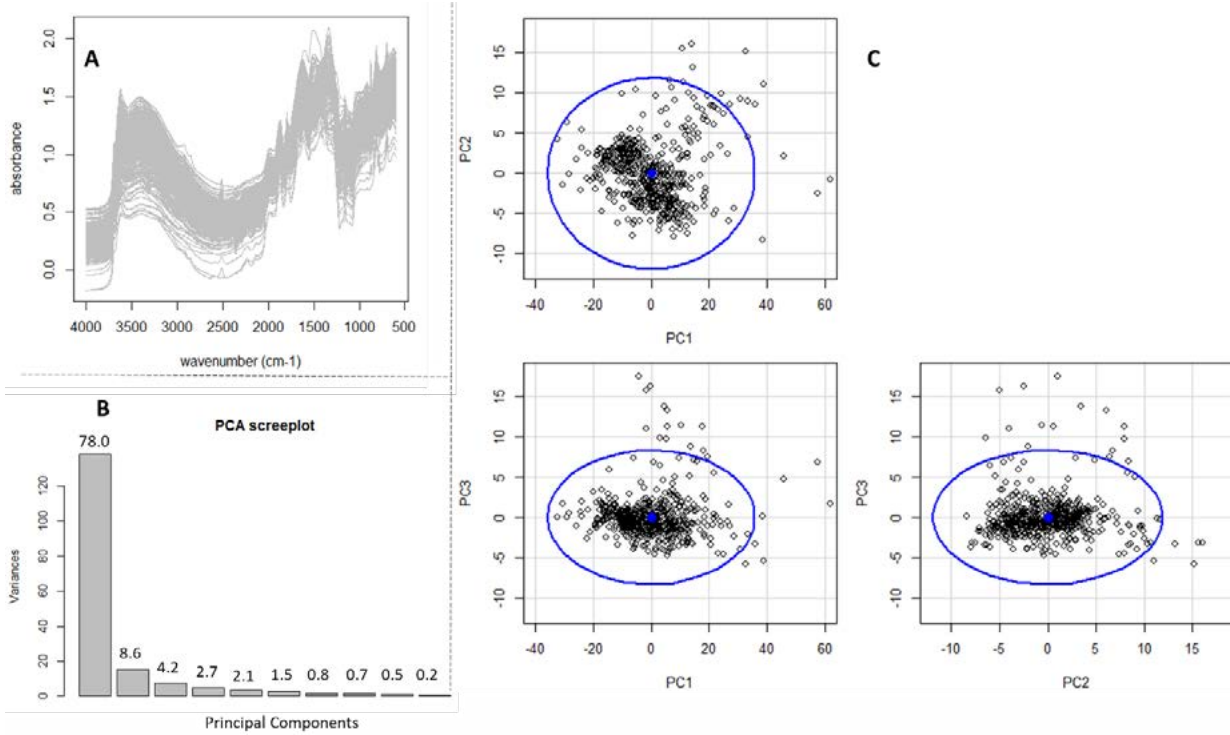 A
2.0
1.5
1.0
0.5
0.0
absorbance
4000 3500 3000 2500 2000 1500 1000 500
wavenumber (cm-1)
B
PCA screeplot
78.0
8.6 4.2 2.7 2.1 1.5 0.8 0.7 0.5 0.2
120
100
80
60
40
20
0
Variances
Principal Components
C
15
10
5
0
-5
-10
PC2
-40 -20 0 20 40 60
PC1
15
10
5
0
-5
-10
PC3
-40 -20 0 20 40 60
PC1
15
10
5
0
-5
-10
PC3
-10 -5 0 5 10 15
PC2